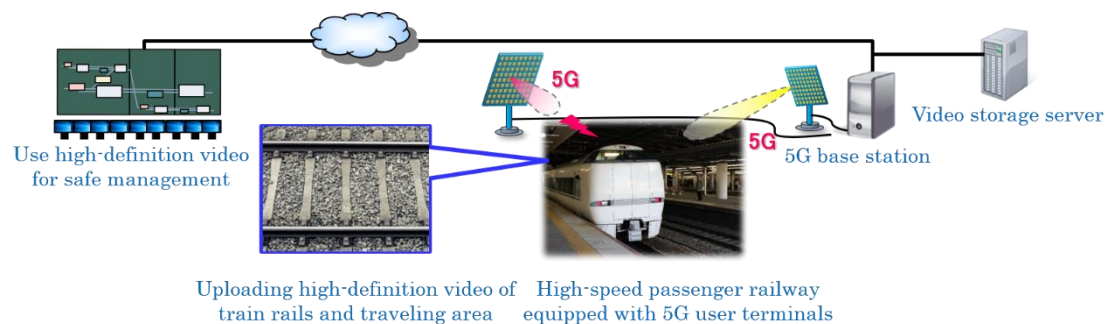 5G
5G
Video storage server
5G base station
Use high-definition video
for safe management
Uploading high-definition video of
train rails and traveling area
High-speed passenger railway
equipped with 5G user terminals